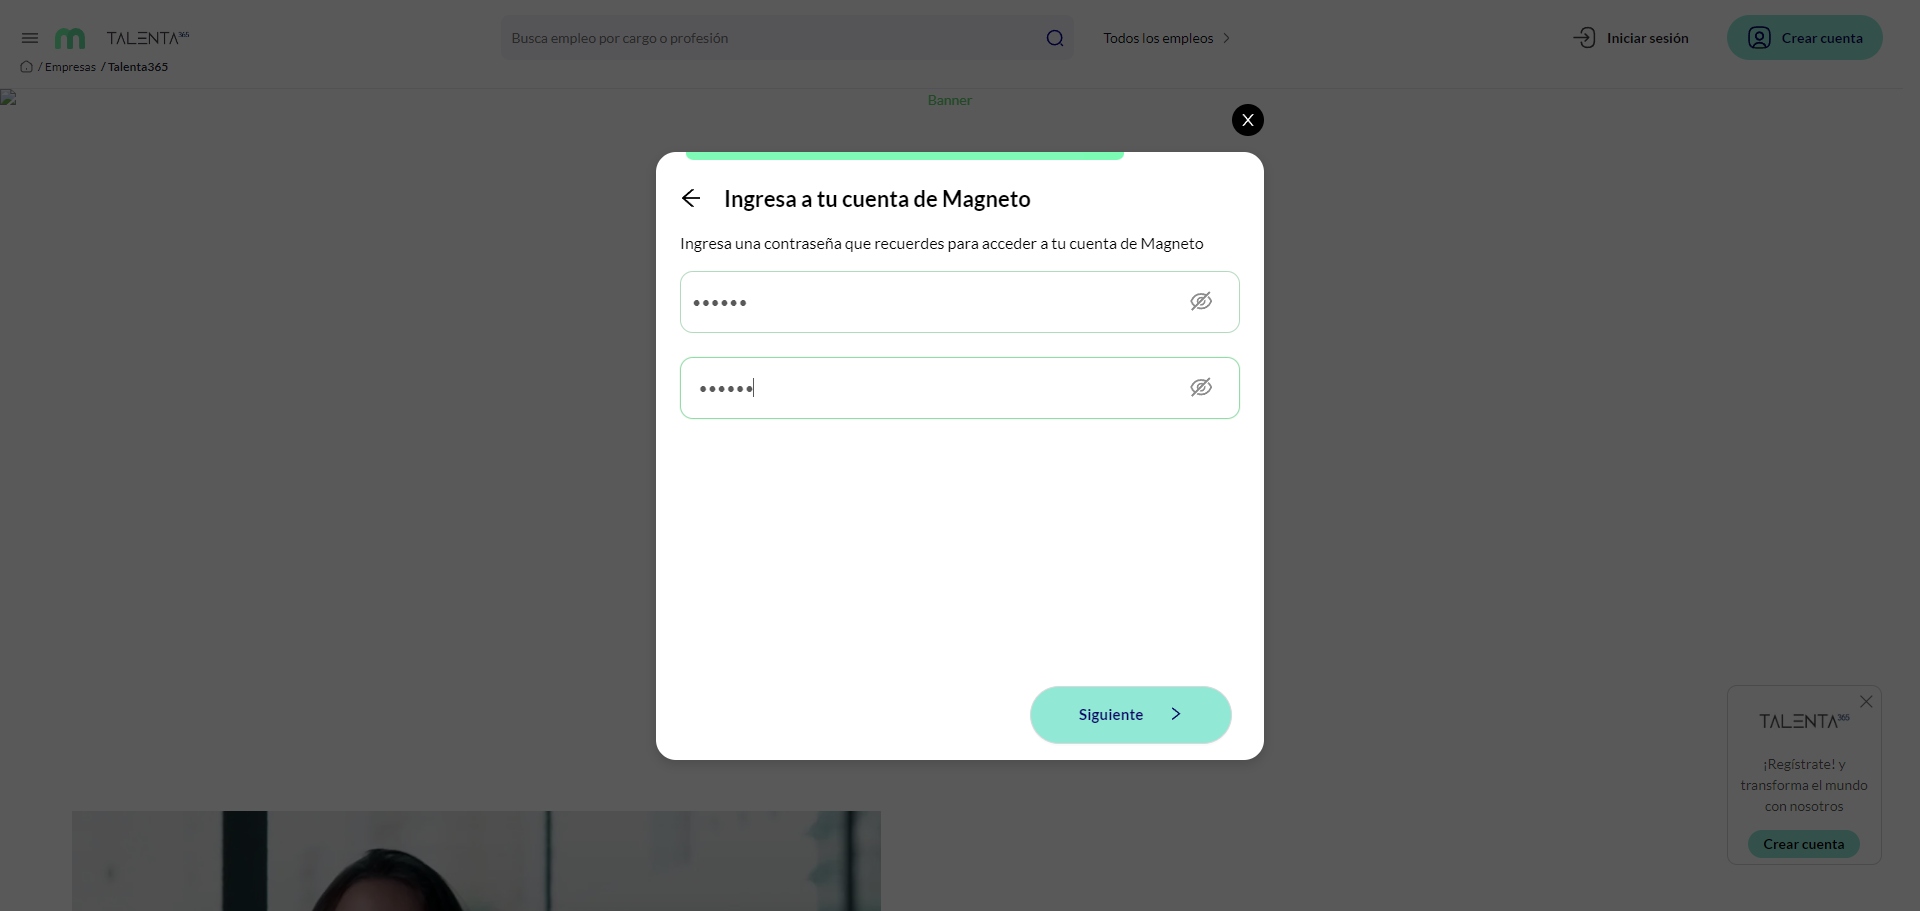 TALENTA365
Busca empleo por cargo o profesión
Todos los empleos
Iniciar sesión
Crear cuenta
/ Empresas / Talenta365
Banner
X
Ingresa a tu cuenta de Magneto
Ingresa una contraseña que recuerdes para acceder a tu cuenta de Magneto
••••••
••••••
Siguiente
TALENTA365
¡Regístrate! y
transforma el mundo
con nosotros
Crear cuenta